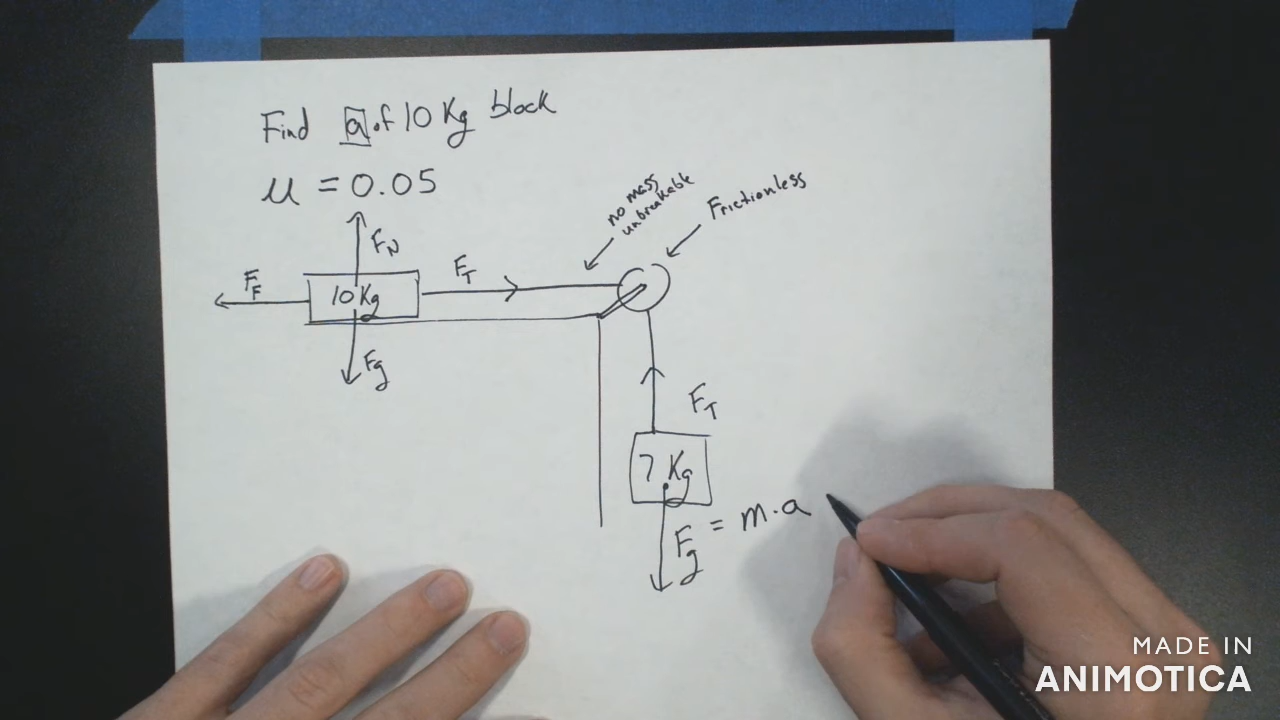 Find a of 10 Kg block
μ = 0.05
no mass
unbreakable
Frictionless
F_N
F_F
10 Kg
F_T
F_g
F_T
7 Kg
F_g = m·a
MADE IN
ANIMOTICA